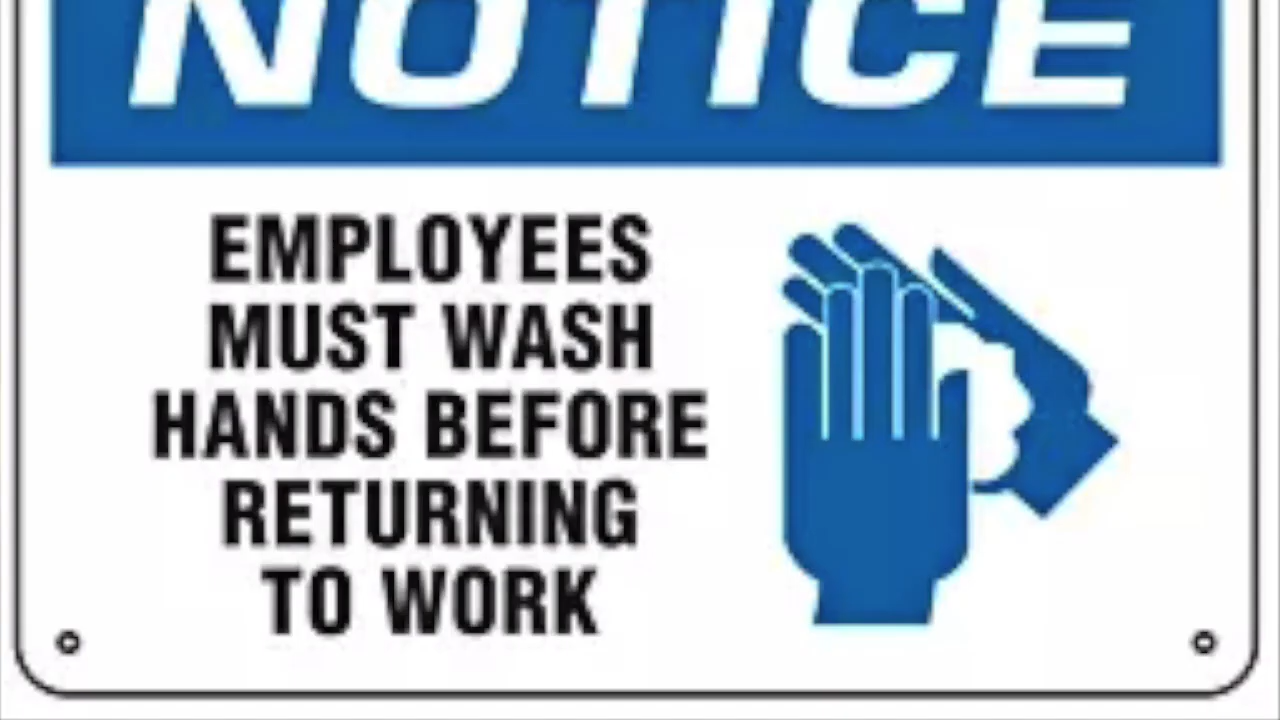 NOTICE
EMPLOYEES
MUST WASH
HANDS BEFORE
RETURNING
TO WORK